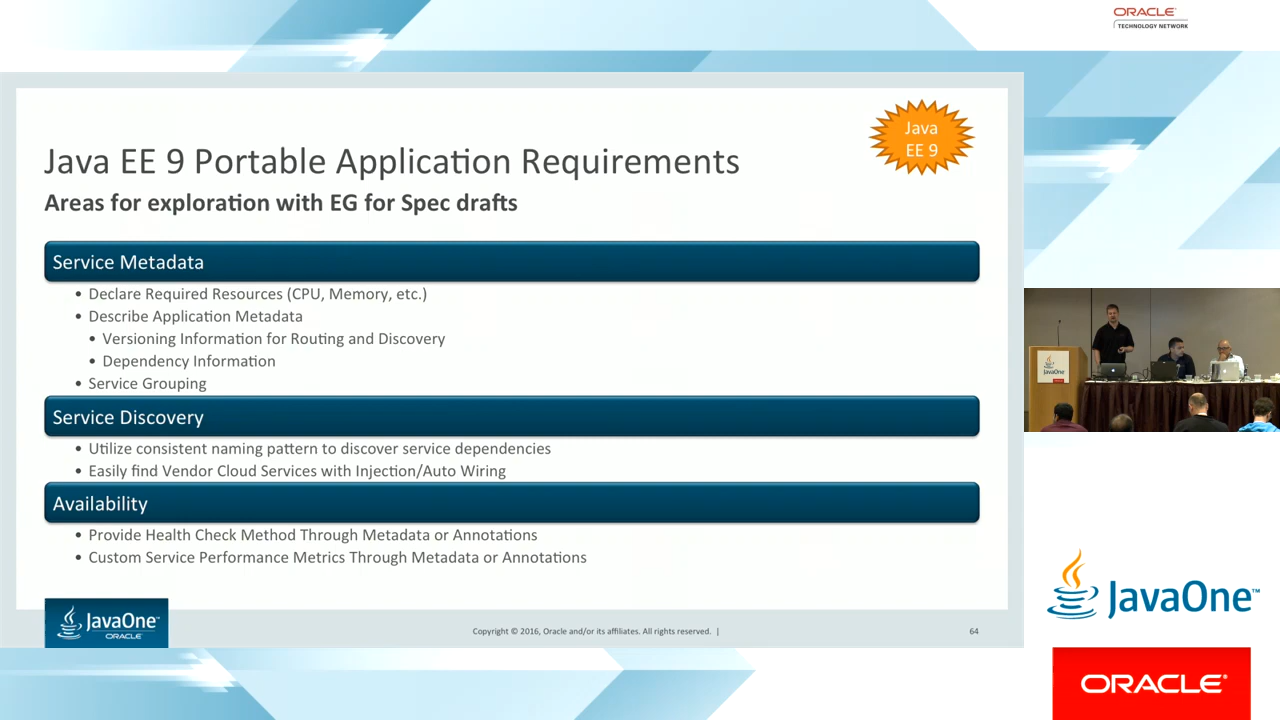 ORACLE
TECHNOLOGY NETWORK
Java
EE 9
Java EE 9 Portable Application Requirements
Areas for exploration with EG for Spec drafts
Service Metadata
• Declare Required Resources (CPU, Memory, etc.)
• Describe Application Metadata
• Versioning Information for Routing and Discovery
• Dependency Information
• Service Grouping
Service Discovery
• Utilize consistent naming pattern to discover service dependencies
• Easily find Vendor Cloud Services with Injection/Auto Wiring
Availability
• Provide Health Check Method Through Metadata or Annotations
• Custom Service Performance Metrics Through Metadata or Annotations
JavaOne™
ORACLE
Copyright © 2016, Oracle and/or its affiliates. All rights reserved. |
64
JavaOne
JavaOne™
ORACLE®